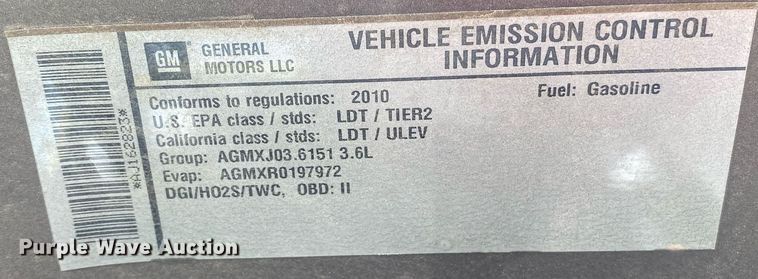 GM
GENERAL
MOTORS LLC
VEHICLE EMISSION CONTROL
INFORMATION
Conforms to regulations: 2010
Fuel: Gasoline
U.S. EPA class / stds: LDT / TIER2
California class / stds: LDT / ULEV
Group: AGMXJ03.6151 3.6L
Evap: AGMXR0197972
DGI/HO2S/TWC, OBD: II
*AJ162823*
Purple Wave Auction